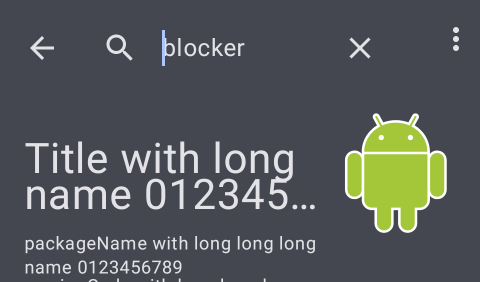 blocker
Title with long
name 012345...
packageName with long long long
name 0123456789